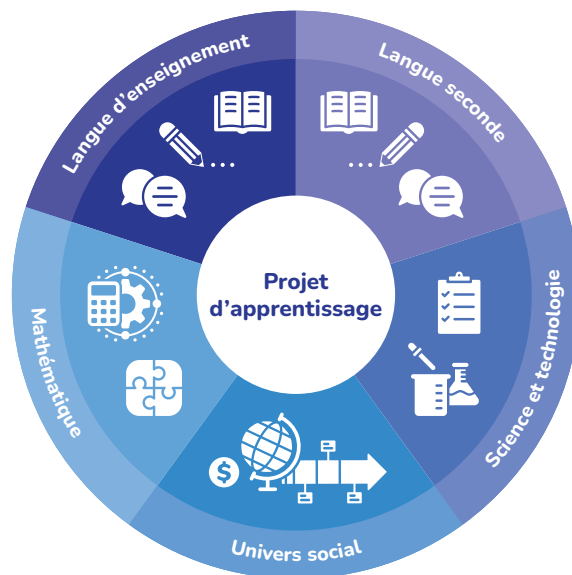 Langue d'enseignement
Langue seconde
Projet
d'apprentissage
Mathématique
Science et technologie
$
Univers social